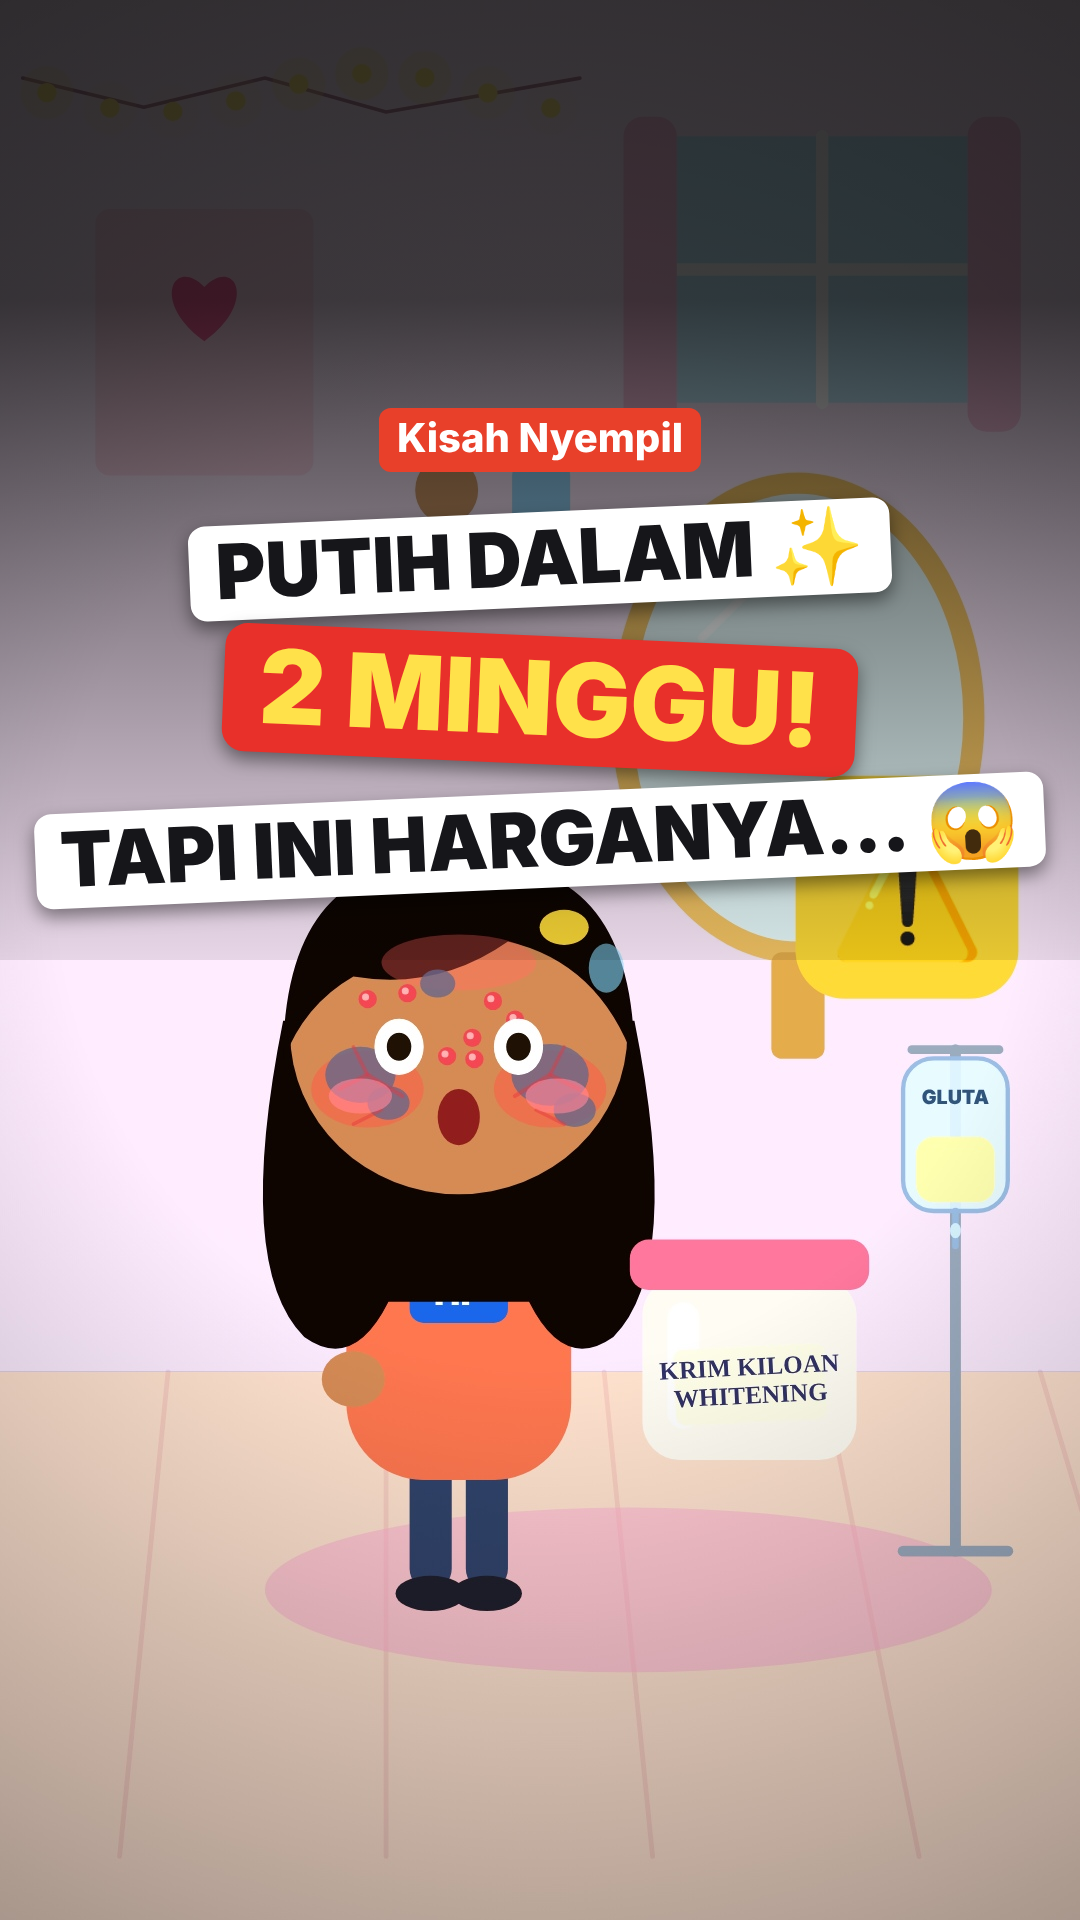 Kisah Nyempil
PUTIH DALAM ✨
2 MINGGU!
TAPI INI HARGANYA... 😱
!
GLUTA
KRIM KILOAN
WHITENING